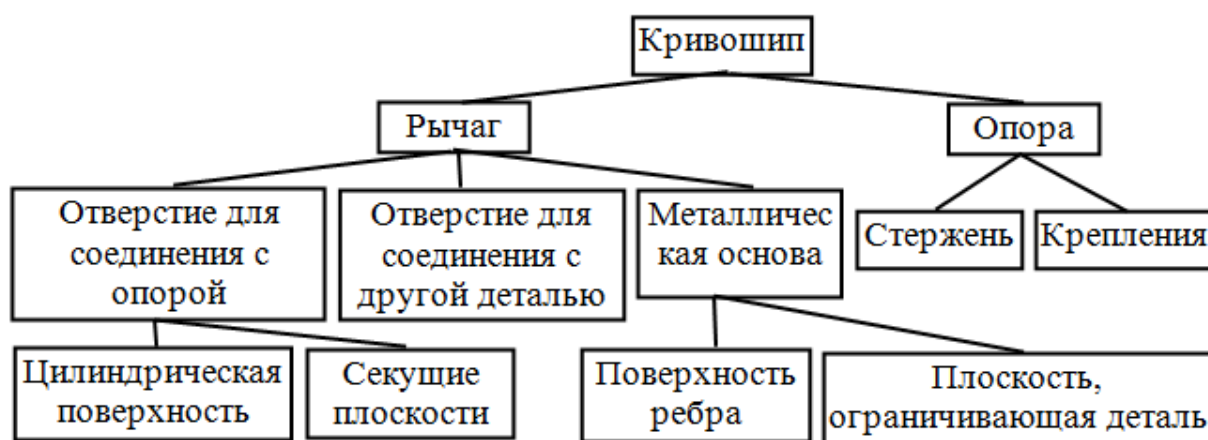 Кривошип
Рычаг
Опора
Отверстие для
соединения с
опорой
Отверстие для
соединения с
другой деталью
Металличес
кая основа
Стержень
Крепления
Цилиндрическая
поверхность
Секущие
плоскости
Поверхность
ребра
Плоскость,
ограничивающая деталь